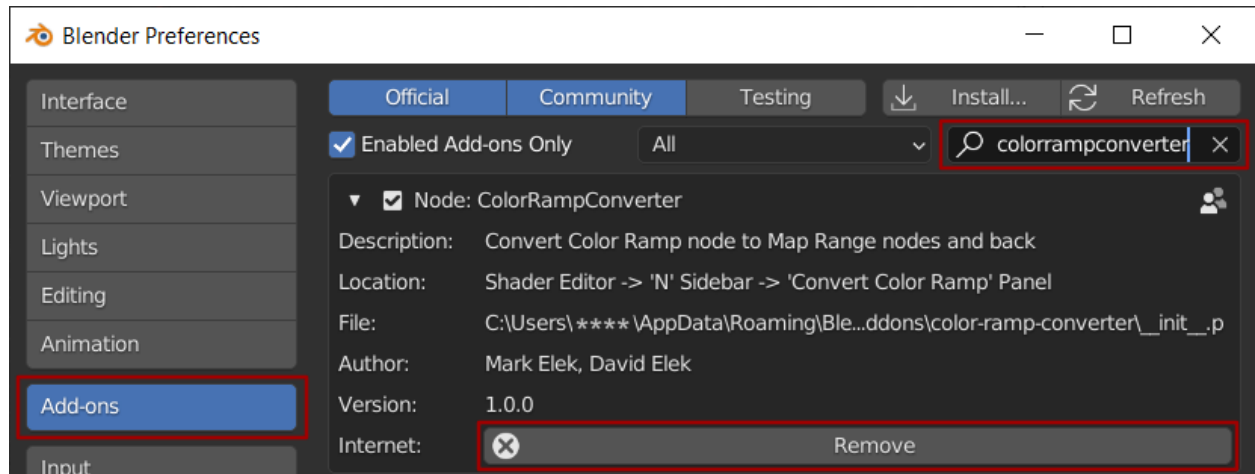 Blender Preferences
Interface
Themes
Viewport
Lights
Editing
Animation
Add-ons
Input
Official Community Testing Install... Refresh
Enabled Add-ons Only All colorrampconverter
Node: ColorRampConverter
Description: Convert Color Ramp node to Map Range nodes and back
Location: Shader Editor -> 'N' Sidebar -> 'Convert Color Ramp' Panel
File: C:\Users\****\AppData\Roaming\Ble...ddons\color-ramp-converter\__init__.p
Author: Mark Elek, David Elek
Version: 1.0.0
Internet: Remove